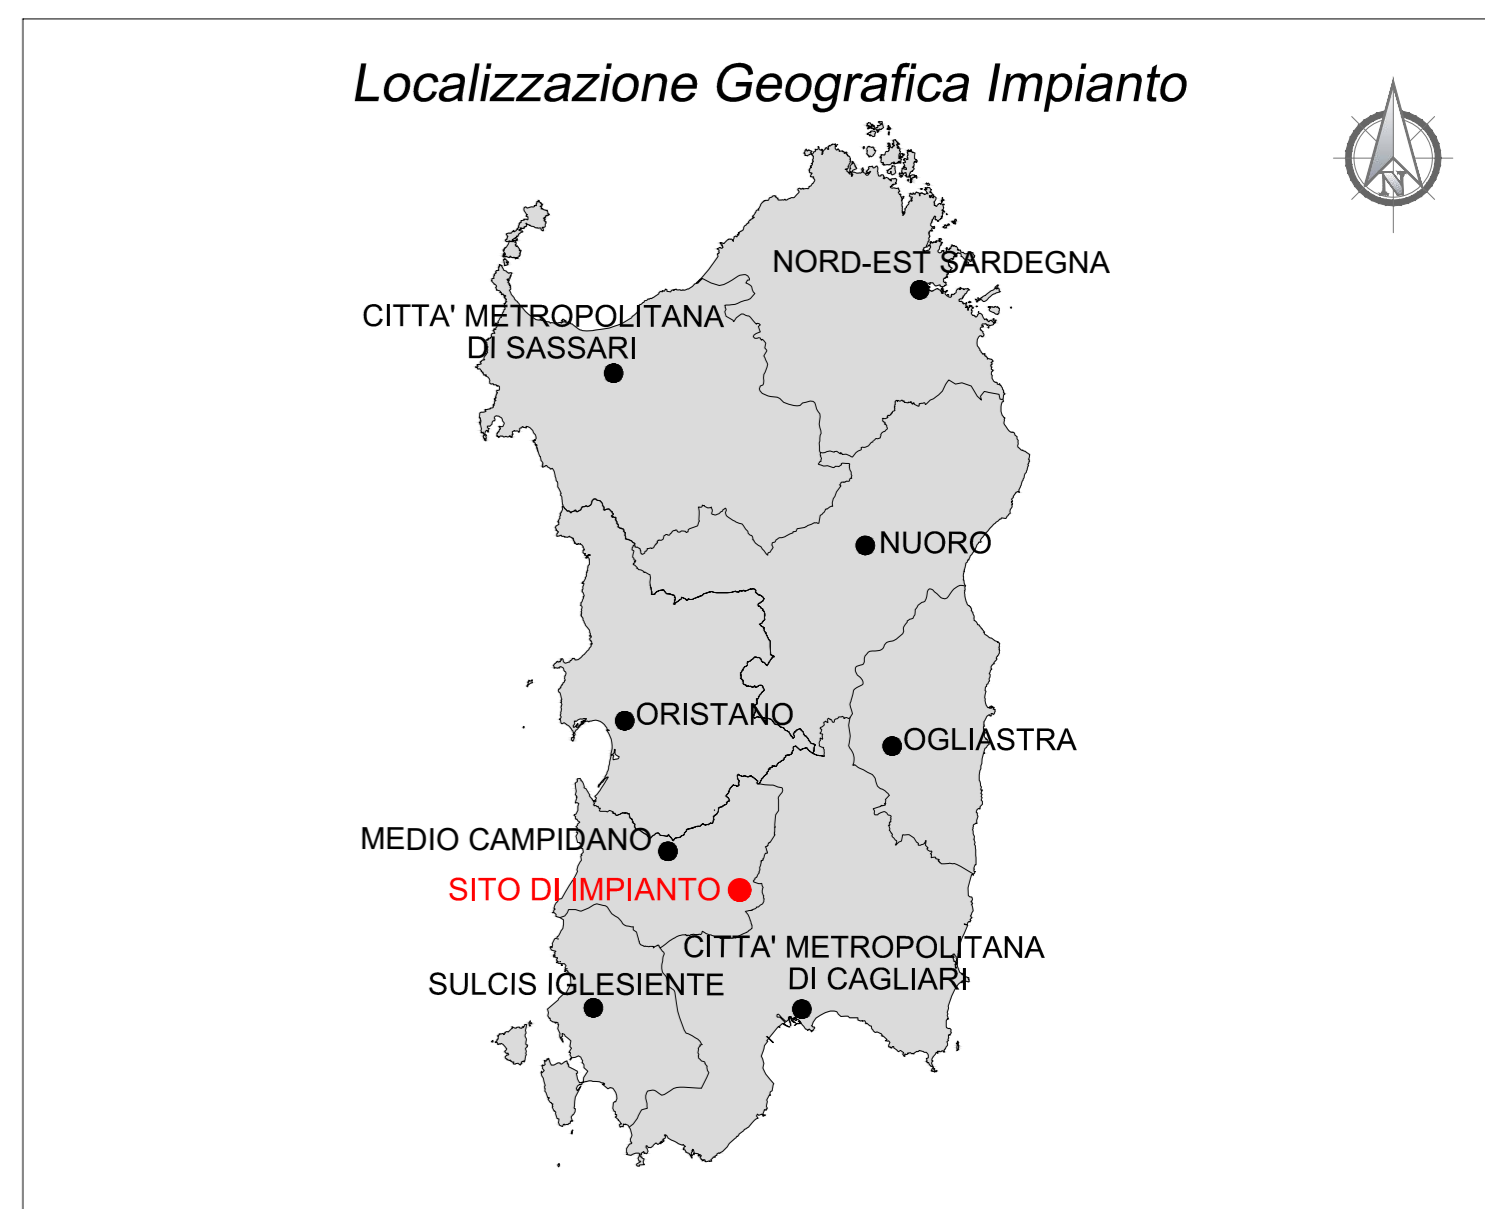 Localizzazione Geografica Impianto
N
NORD-EST SARDEGNA
CITTA' METROPOLITANA
DI SASSARI
NUORO
ORISTANO
OGLIASTRA
MEDIO CAMPIDANO
SITO DI IMPIANTO
CITTA' METROPOLITANA
DI CAGLIARI
SULCIS IGLESIENTE